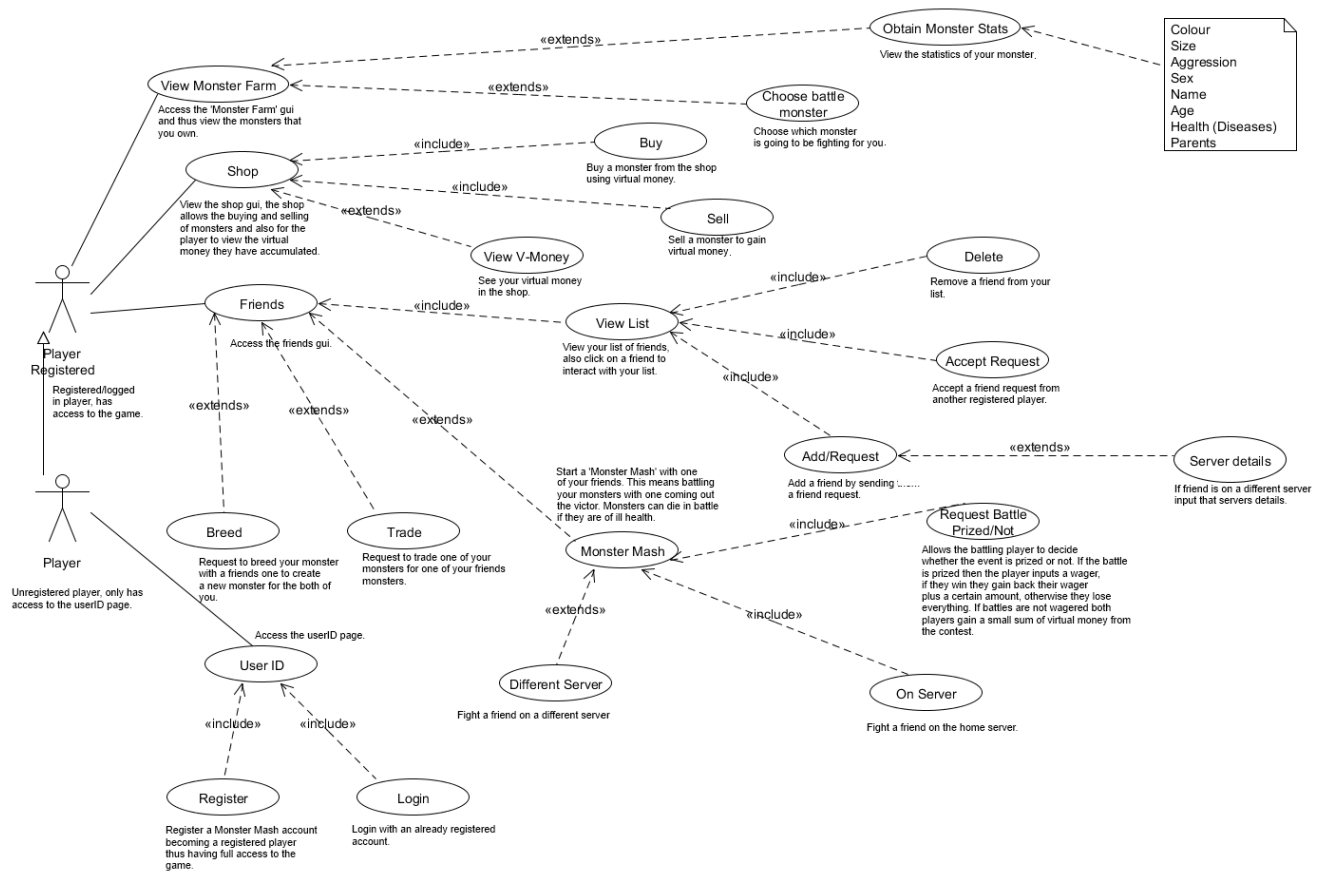 «extends»
Obtain Monster Stats
View the statistics of your monster.
Colour
Size
Aggression
Sex
Name
Age
Health (Diseases)
Parents
View Monster Farm
Access the 'Monster Farm' gui
and thus view the monsters that
you own.
«extends»
Choose battle
monster
Choose which monster
is going to be fighting for you.
«include»
Buy
Buy a monster from the shop
using virtual money.
Shop
View the shop gui, the shop
allows the buying and selling
of monsters and also for the
player to view the virtual
money they have accumulated.
«include»
Sell
Sell a monster to gain
virtual money.
«extends»
View V-Money
See your virtual money
in the shop.
Player
Registered
Registered/logged
in player, has
access to the game.
Friends
Access the friends gui.
«include»
View List
View your list of friends,
also click on a friend to
interact with your list.
«include»
Delete
Remove a friend from your
list.
«include»
Accept Request
Accept a friend request from
another registered player.
«include»
Add/Request
Add a friend by sending
a friend request.
«extends»
Server details
If friend is on a different server
input that servers details.
«extends»
«extends»
«extends»
Breed
Request to breed your monster
with a friends one to create
a new monster for the both of
you.
Trade
Request to trade one of your
monsters for one of your friends
monsters.
Start a 'Monster Mash' with one
of your friends. This means battling
your monsters with one coming out
the victor. Monsters can die in battle
if they are of ill health.
Monster Mash
«include»
Request Battle
Prized/Not
Allows the battling player to decide
whether the event is prized or not. If the battle
is prized then the player inputs a wager,
if they win they gain back their wager
plus a certain amount, otherwise they lose
everything. If battles are not wagered both
players gain a small sum of virtual money from
the contest.
«extends»
Different Server
Fight a friend on a different server
«include»
On Server
Fight a friend on the home server.
Player
Unregistered player, only has
access to the userID page.
Access the userID page.
User ID
«include»
«include»
Register
Register a Monster Mash account
becoming a registered player
thus having full access to the
game.
Login
Login with an already registered
account.